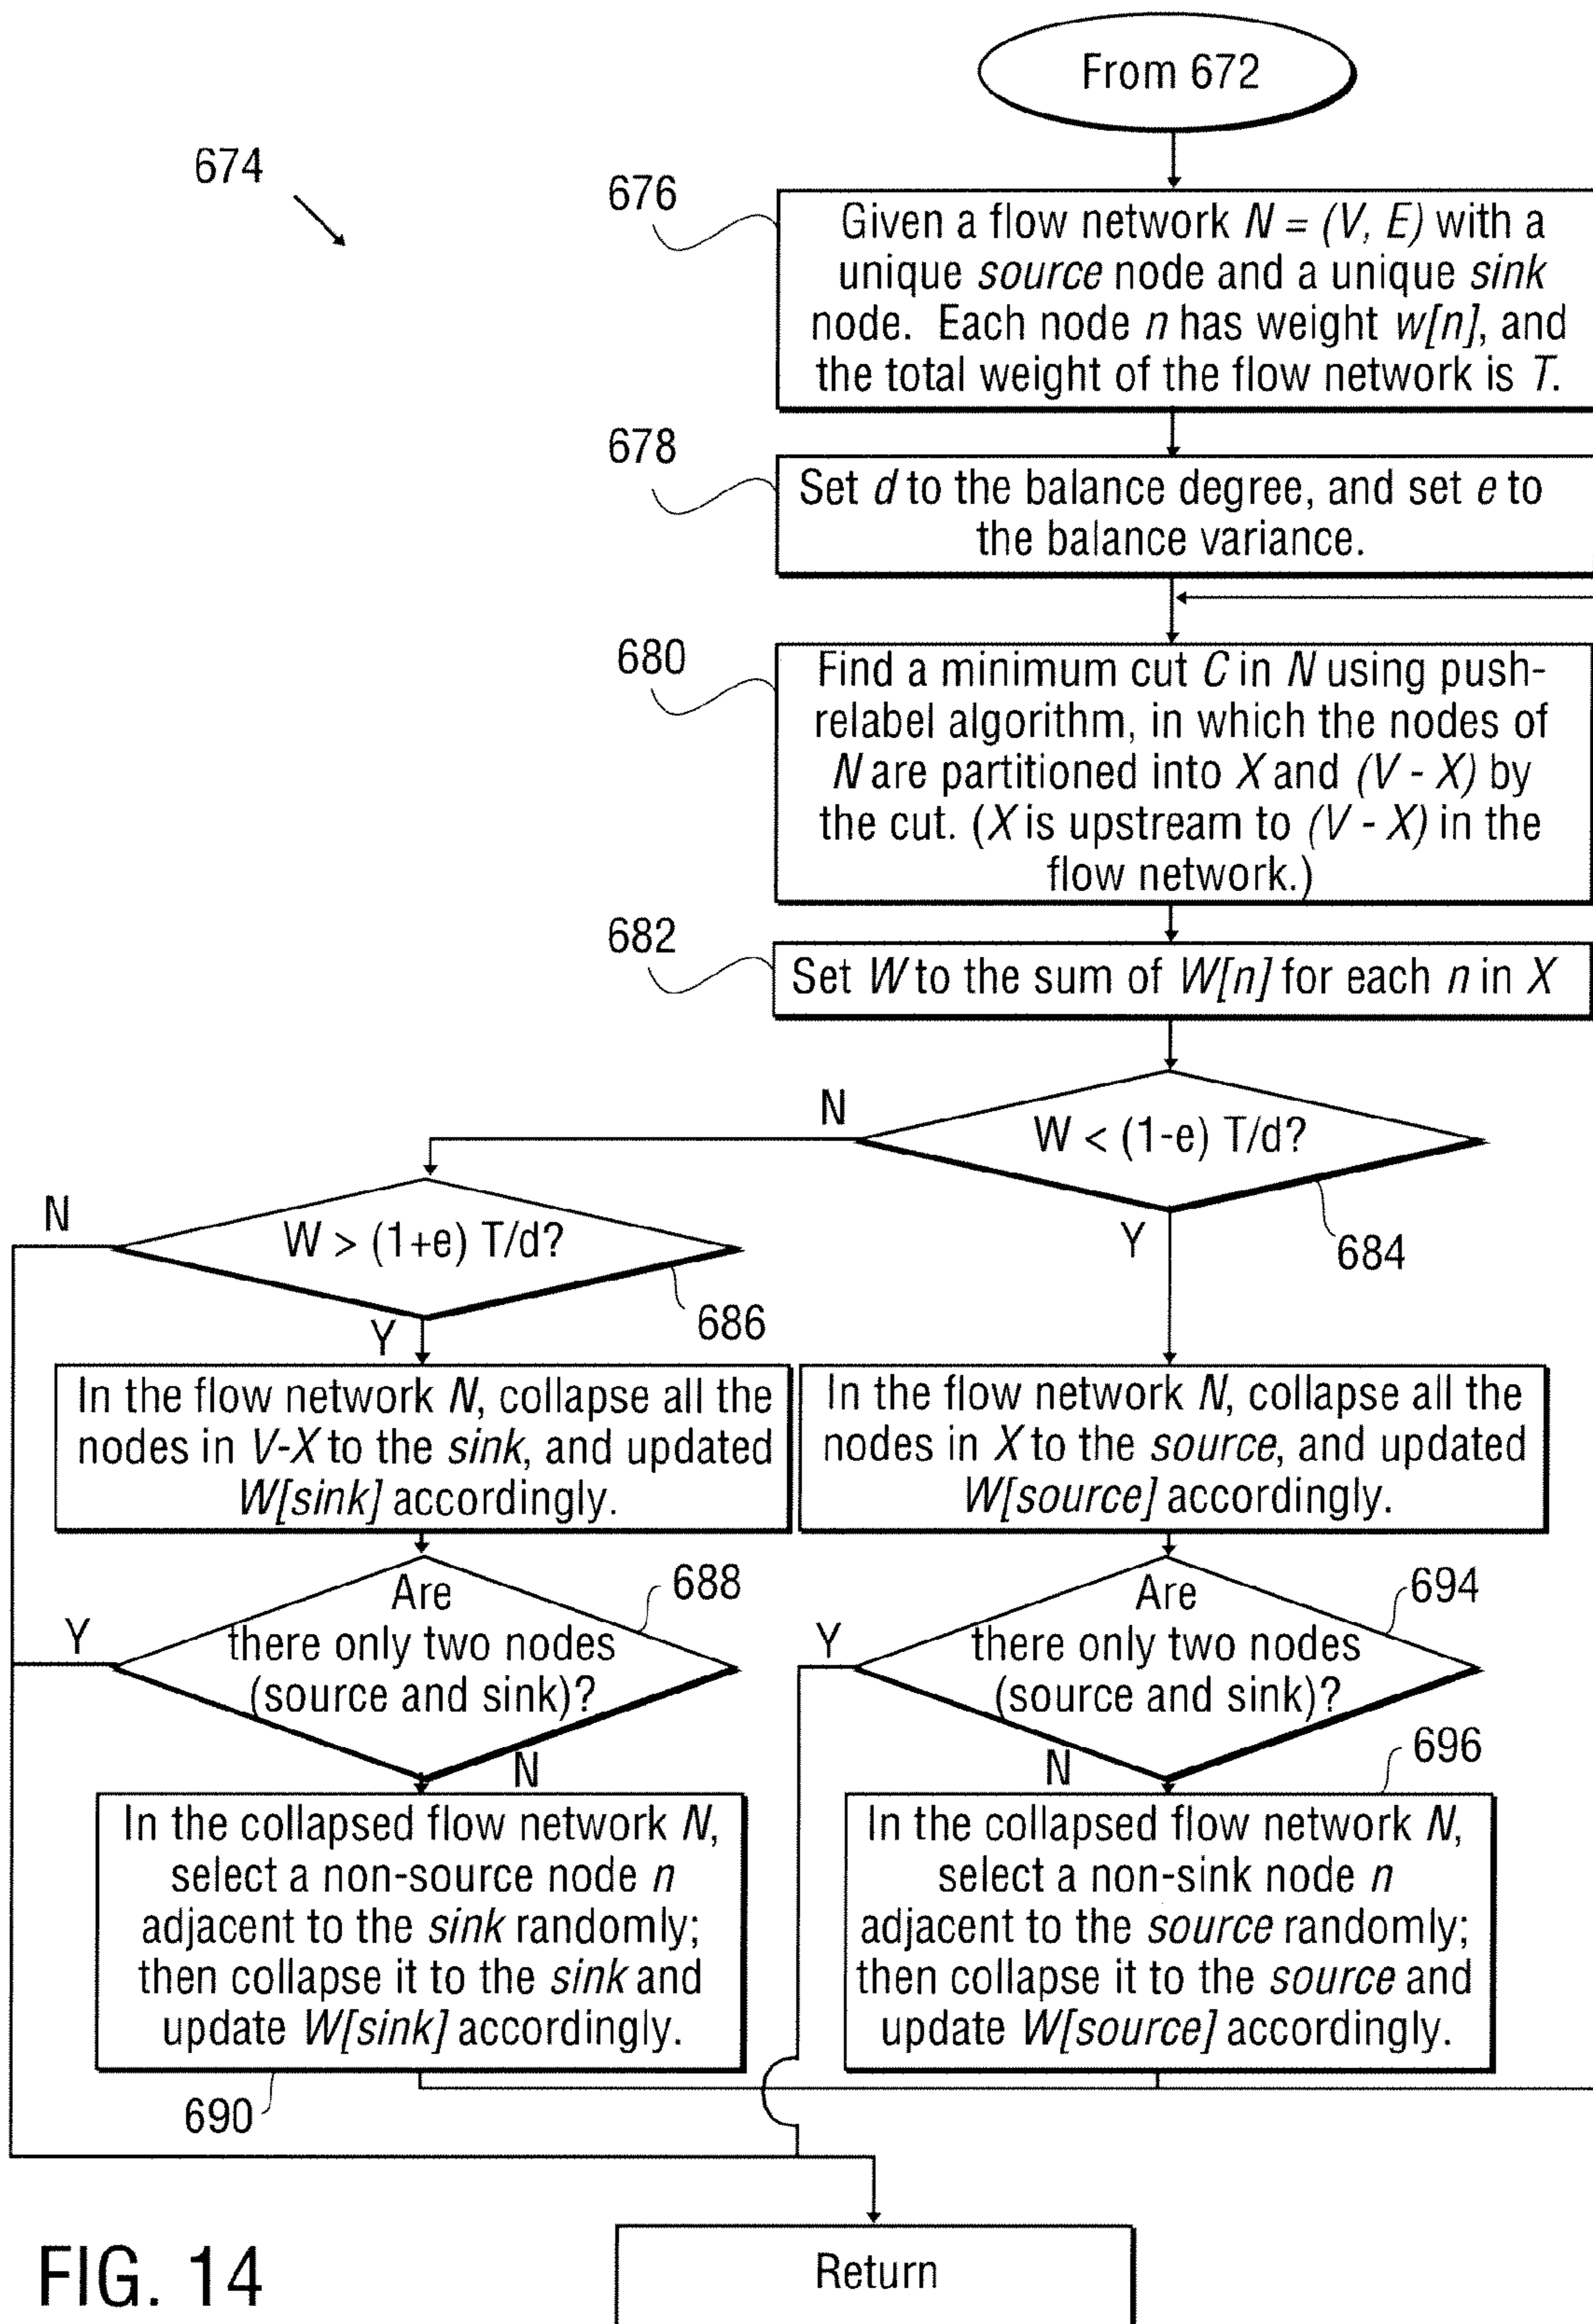 From 672
674
676
Given a flow network N = (V, E) with a
unique source node and a unique sink
node. Each node n has weight w[n], and
the total weight of the flow network is T.
678
Set d to the balance degree, and set e to
the balance variance.
680
Find a minimum cut C in N using push-
relabel algorithm, in which the nodes of
N are partitioned into X and (V - X) by
the cut. (X is upstream to (V - X) in the
flow network.)
682
Set W to the sum of W[n] for each n in X
N
W < (1-e) T/d?
684
Y
N
W > (1+e) T/d?
686
Y
In the flow network N, collapse all the
nodes in V-X to the sink, and updated
W[sink] accordingly.
In the flow network N, collapse all the
nodes in X to the source, and updated
W[source] accordingly.
Are
there only two nodes
(source and sink)?
688
Y
N
Are
there only two nodes
(source and sink)?
694
Y
N
696
In the collapsed flow network N,
select a non-source node n
adjacent to the sink randomly;
then collapse it to the sink and
update W[sink] accordingly.
690
In the collapsed flow network N,
select a non-sink node n
adjacent to the source randomly;
then collapse it to the source and
update W[source] accordingly.
Return
FIG. 14